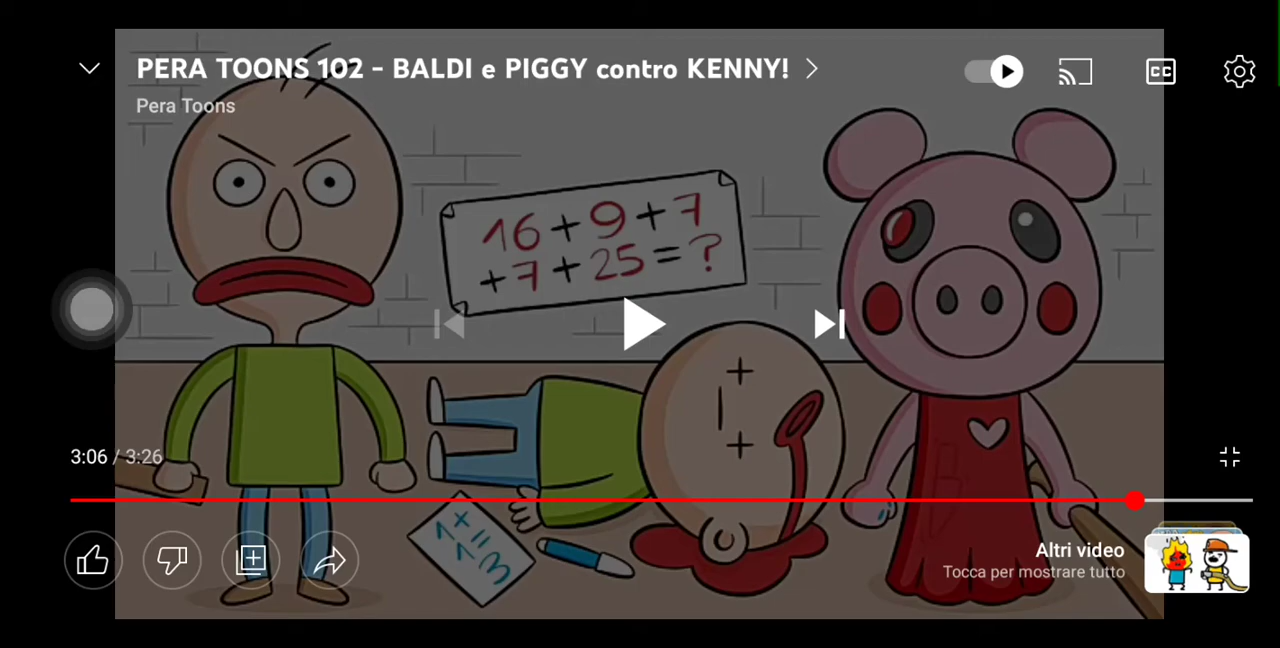 PERA TOONS 102 - BALDI e PIGGY contro KENNY!
Pera Toons
CC
16+9+7
+7+25=?
3:06 / 3:26
1+
1=
3
Altri video
Tocca per mostrare tutto